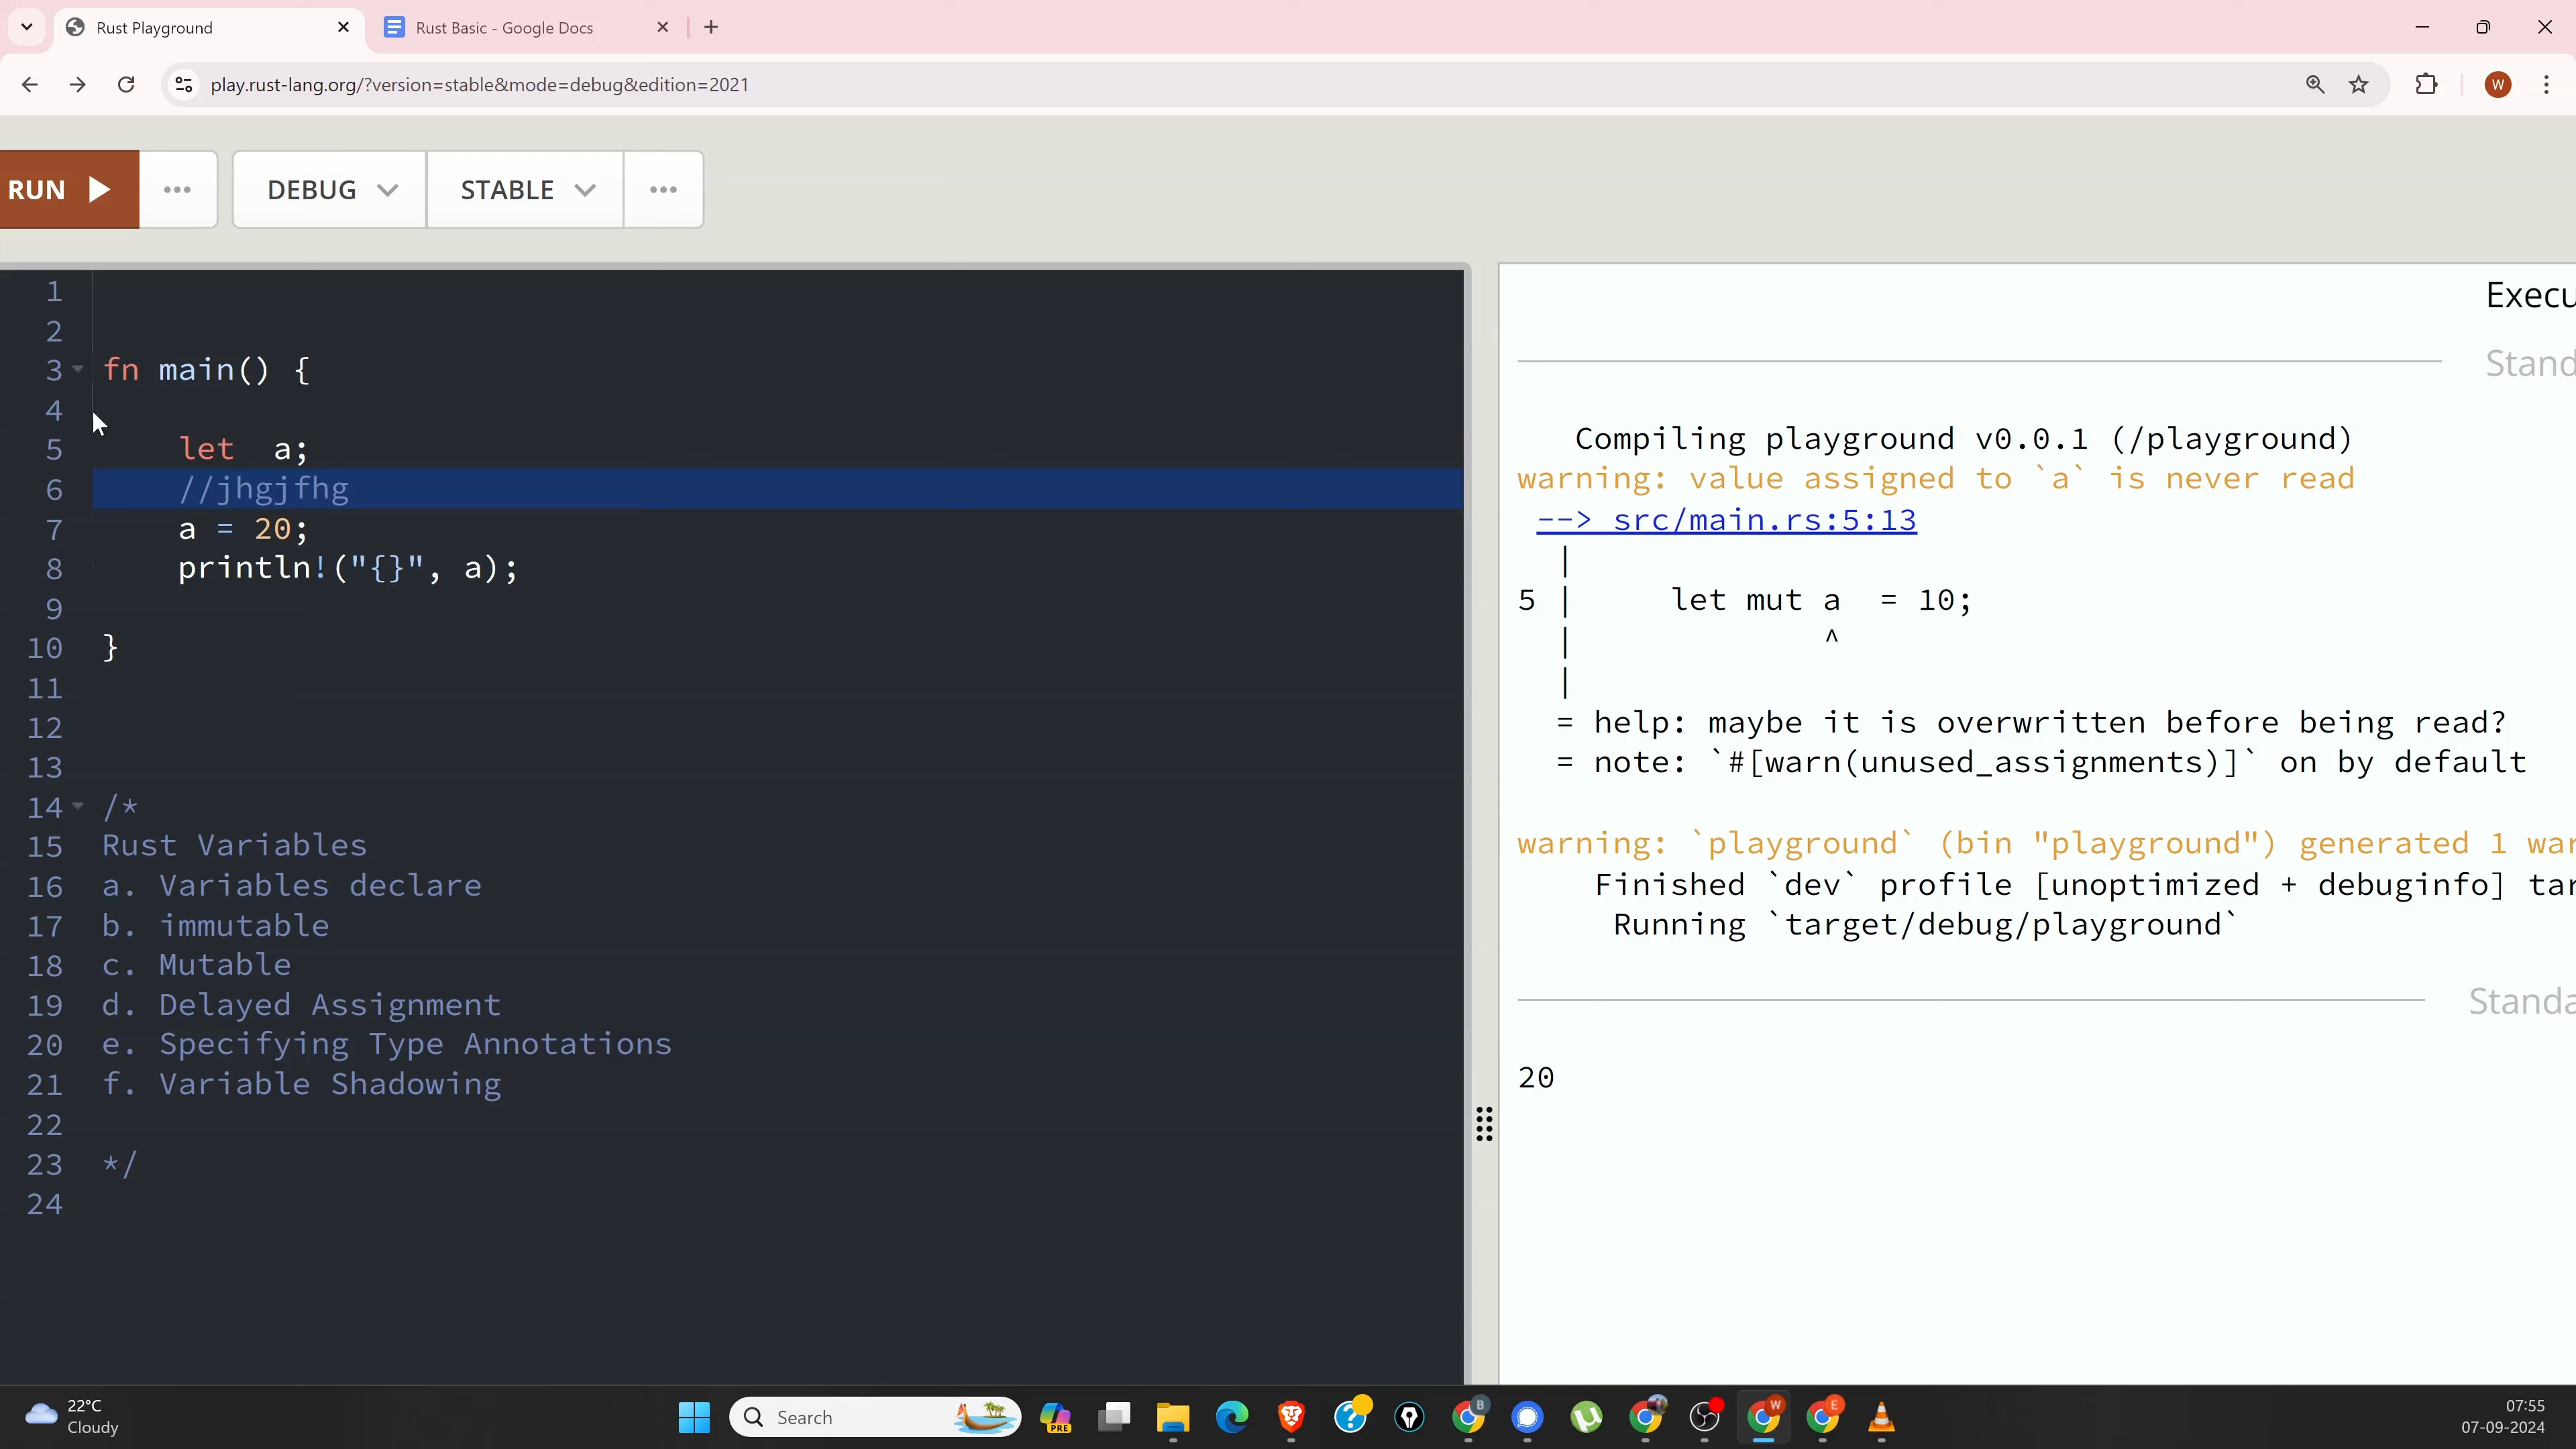 Rust Playground
Rust Basic - Google Docs
play.rust-lang.org/?version=stable&mode=debug&edition=2021
W
RUN
DEBUG
STABLE
1
2
3 fn main() {
4
5 let a;
6 //jhgjfhg
7 a = 20;
8 println!("{}", a);
9
10 }
11
12
13
14 /*
15 Rust Variables
16 a. Variables declare
17 b. immutable
18 c. Mutable
19 d. Delayed Assignment
20 e. Specifying Type Annotations
21 f. Variable Shadowing
22
23 */
24
Execu
Stand
Compiling playground v0.0.1 (/playground)
warning: value assigned to `a` is never read
--> src/main.rs:5:13
|
5 | let mut a = 10;
| ^
|
= help: maybe it is overwritten before being read?
= note: `#[warn(unused_assignments)]` on by default
warning: `playground` (bin "playground") generated 1 war
Finished `dev` profile [unoptimized + debuginfo] tar
Running `target/debug/playground`
Standa
20
22°C
Cloudy
Search
PRE
B
W
E
07:55
07-09-2024